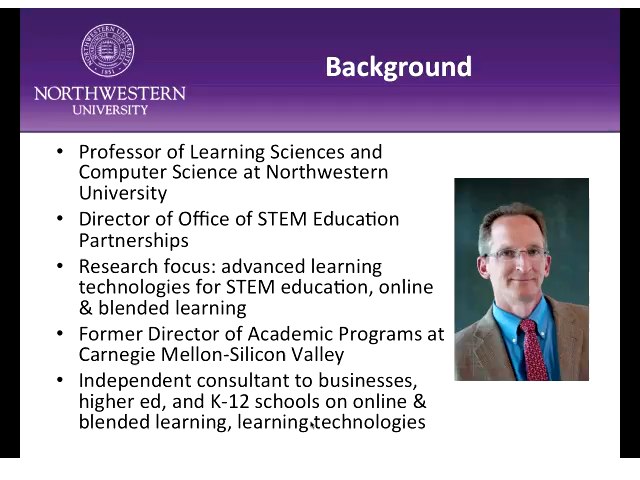 Background
NORTHWESTERN
UNIVERSITY
• Professor of Learning Sciences and
Computer Science at Northwestern
University
• Director of Office of STEM Education
Partnerships
• Research focus: advanced learning
technologies for STEM education, online
& blended learning
• Former Director of Academic Programs at
Carnegie Mellon-Silicon Valley
• Independent consultant to businesses,
higher ed, and K-12 schools on online &
blended learning, learning technologies